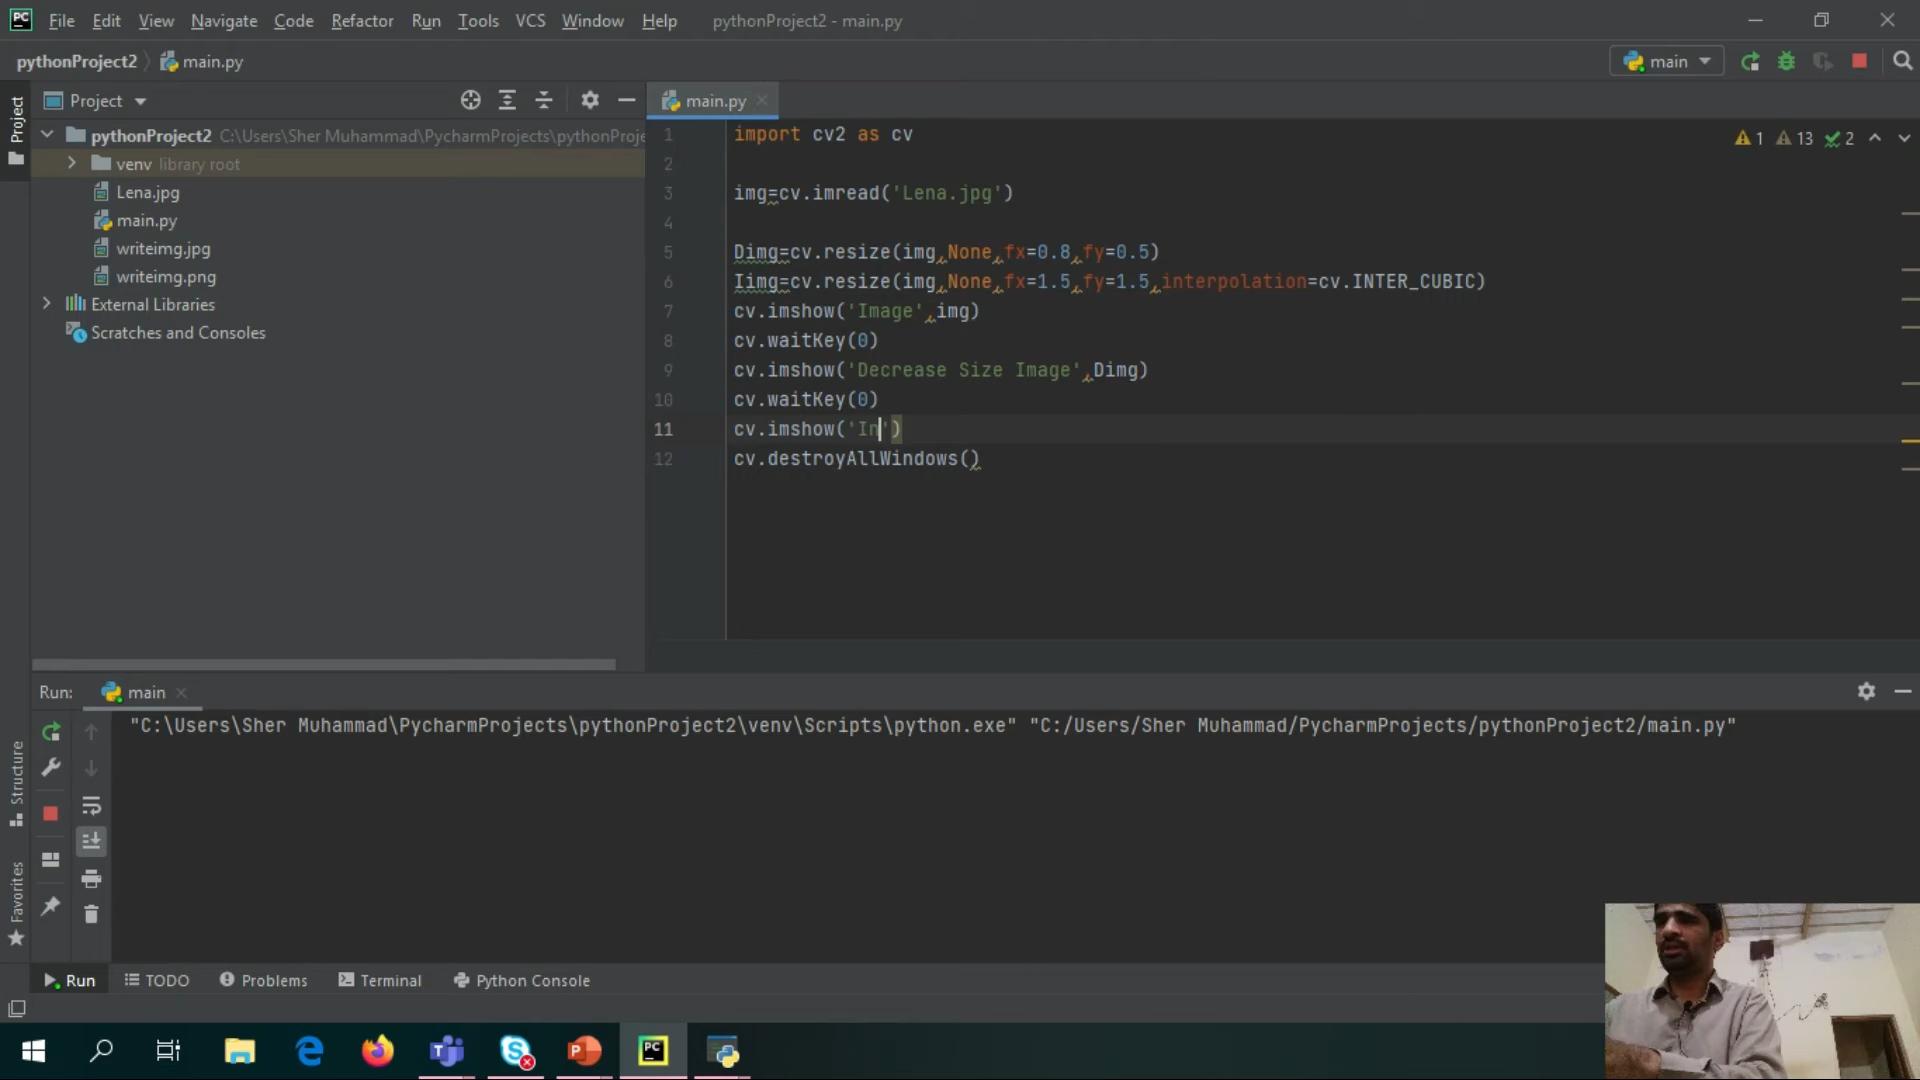 PC File Edit View Navigate Code Refactor Run Tools VCS Window Help pythonProject2 - main.py
pythonProject2 main.py main
Project main.py
Project
pythonProject2 C:\Users\Sher Muhammad\PycharmProjects\pythonProje
venv library root
Lena.jpg
main.py
writeimg.jpg
writeimg.png
External Libraries
Scratches and Consoles
1 import cv2 as cv
1 13 2
2
3 img=cv.imread('Lena.jpg')
4
5 Dimg=cv.resize(img,None,fx=0.8,fy=0.5)
6 Iimg=cv.resize(img,None,fx=1.5,fy=1.5,interpolation=cv.INTER_CUBIC)
7 cv.imshow('Image',img)
8 cv.waitKey(0)
9 cv.imshow('Decrease Size Image',Dimg)
10 cv.waitKey(0)
11 cv.imshow('In')
12 cv.destroyAllWindows()
Run: main
"C:\Users\Sher Muhammad\PycharmProjects\pythonProject2\venv\Scripts\python.exe" "C:/Users/Sher Muhammad/PycharmProjects/pythonProject2/main.py"
Structure
Favorites
Run TODO Problems Terminal Python Console
S P PC